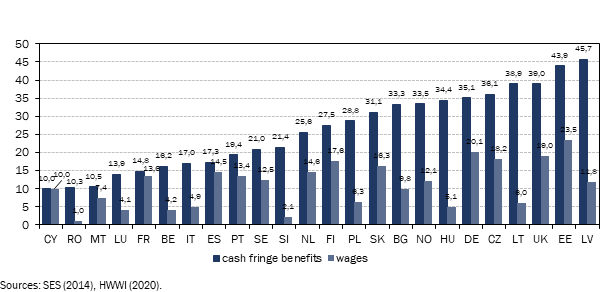 50
45
40
35
30
25
20
15
10
5
0
10,0 10,3 10,5 13,9 14,8 16,2 17,0 17,3 19,4 21,0 21,4 25,6 27,5 28,8 31,1 33,3 33,5 34,4 35,1 36,1 38,9 39,0 43,9 45,7
10,0 1,0 7,4 4,1 4,2 4,9 14,5 13,4 12,5 2,1 14,6 17,6 6,3 16,3 9,8 12,1 5,1 20,1 18,2 6,0 19,0 23,5 11,8
CY RO MT LU FR BE IT ES PT SE SI NL FI PL SK BG NO HU DE CZ LT UK EE LV
cash fringe benefits wages
Sources: SES (2014), HWWI (2020).